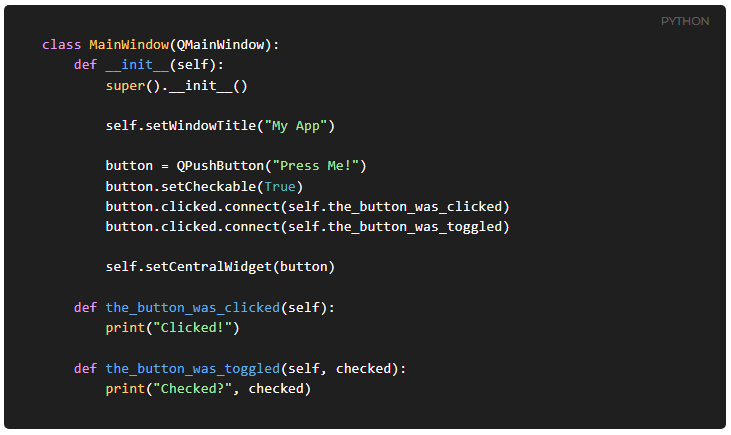 PYTHON
class MainWindow(QMainWindow):
    def __init__(self):
        super().__init__()

        self.setWindowTitle("My App")

        button = QPushButton("Press Me!")
        button.setCheckable(True)
        button.clicked.connect(self.the_button_was_clicked)
        button.clicked.connect(self.the_button_was_toggled)

        self.setCentralWidget(button)

    def the_button_was_clicked(self):
        print("Clicked!")

    def the_button_was_toggled(self, checked):
        print("Checked?", checked)